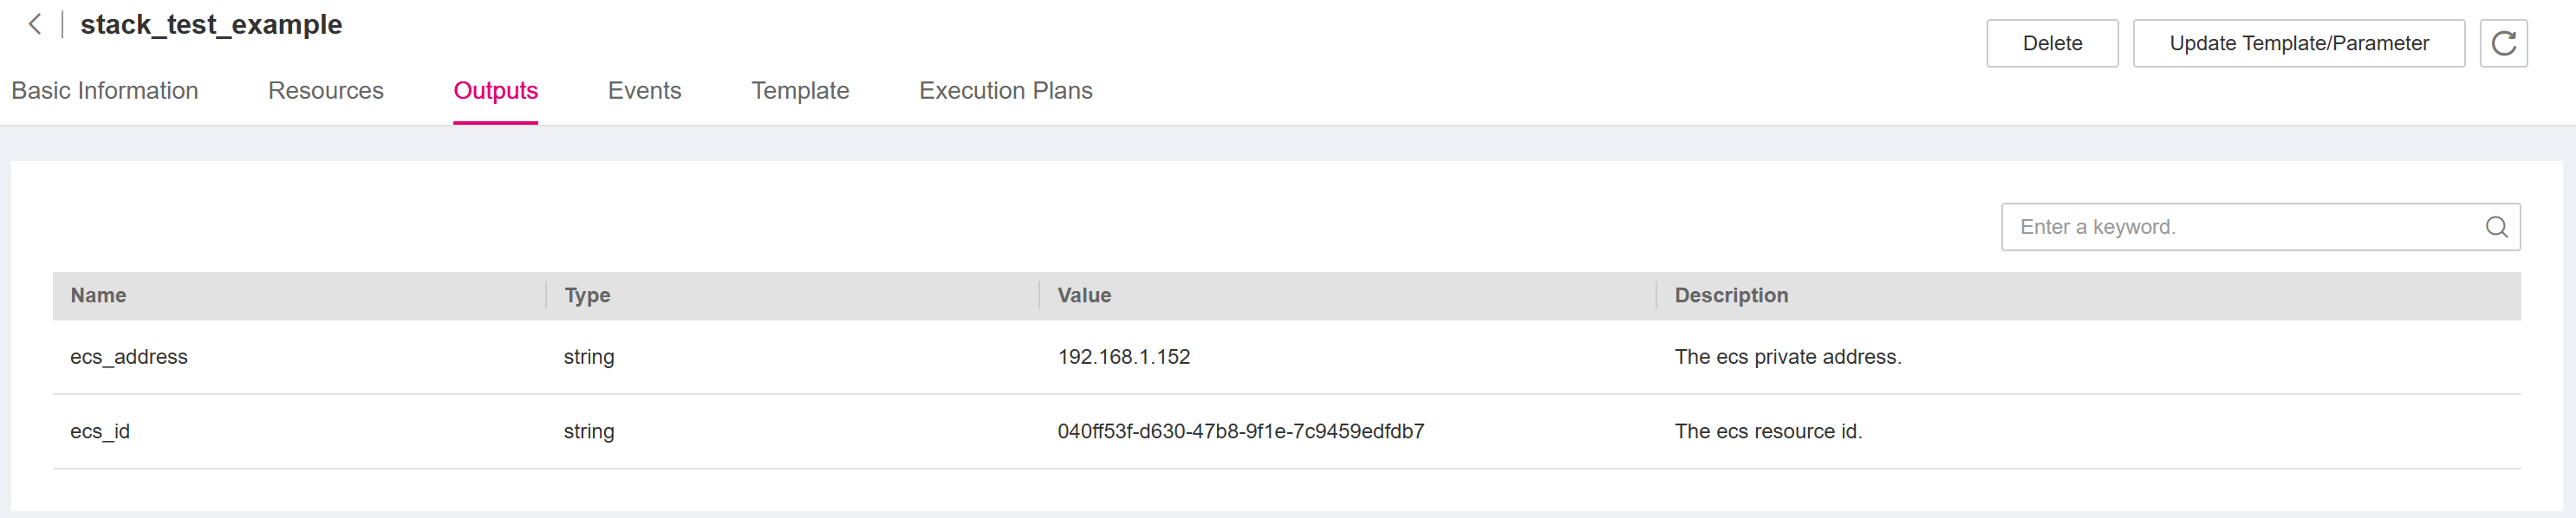 stack_test_example
Delete
Update Template/Parameter
Basic Information Resources Outputs Events Template Execution Plans
Enter a keyword.
Name Type Value Description
ecs_address string 192.168.1.152 The ecs private address.
ecs_id string 040ff53f-d630-47b8-9f1e-7c9459edfdb7 The ecs resource id.